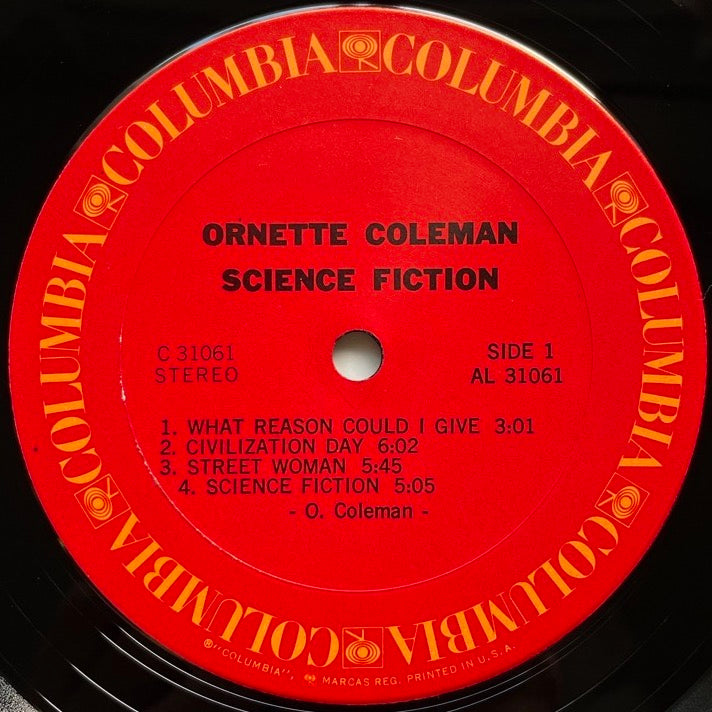 COLUMBIA COLUMBIA COLUMBIA COLUMBIA COLUMBIA COLUMBIA
ORNETTE COLEMAN
SCIENCE FICTION
C 31061 SIDE 1
STEREO AL 31061
1. WHAT REASON COULD I GIVE 3:01
2. CIVILIZATION DAY 6:02
3. STREET WOMAN 5:45
4. SCIENCE FICTION 5:05
- O. Coleman -
®"COLUMBIA", MARCAS REG. PRINTED IN U.S.A.